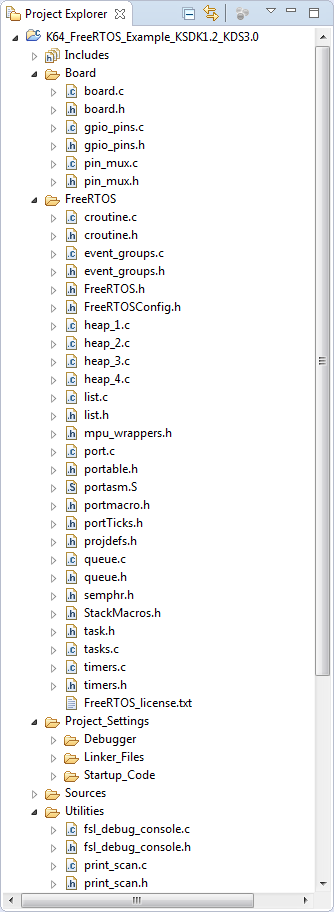 Project Explorer
K64_FreeRTOS_Example_KSDK1.2_KDS3.0
Includes
Board
board.c
board.h
gpio_pins.c
gpio_pins.h
pin_mux.c
pin_mux.h
FreeRTOS
croutine.c
croutine.h
event_groups.c
event_groups.h
FreeRTOS.h
FreeRTOSConfig.h
heap_1.c
heap_2.c
heap_3.c
heap_4.c
list.c
list.h
mpu_wrappers.h
port.c
portable.h
portasm.S
portmacro.h
portTicks.h
projdefs.h
queue.c
queue.h
semphr.h
StackMacros.h
task.h
tasks.c
timers.c
timers.h
FreeRTOS_license.txt
Project_Settings
Debugger
Linker_Files
Startup_Code
Sources
Utilities
fsl_debug_console.c
fsl_debug_console.h
print_scan.c
print_scan.h